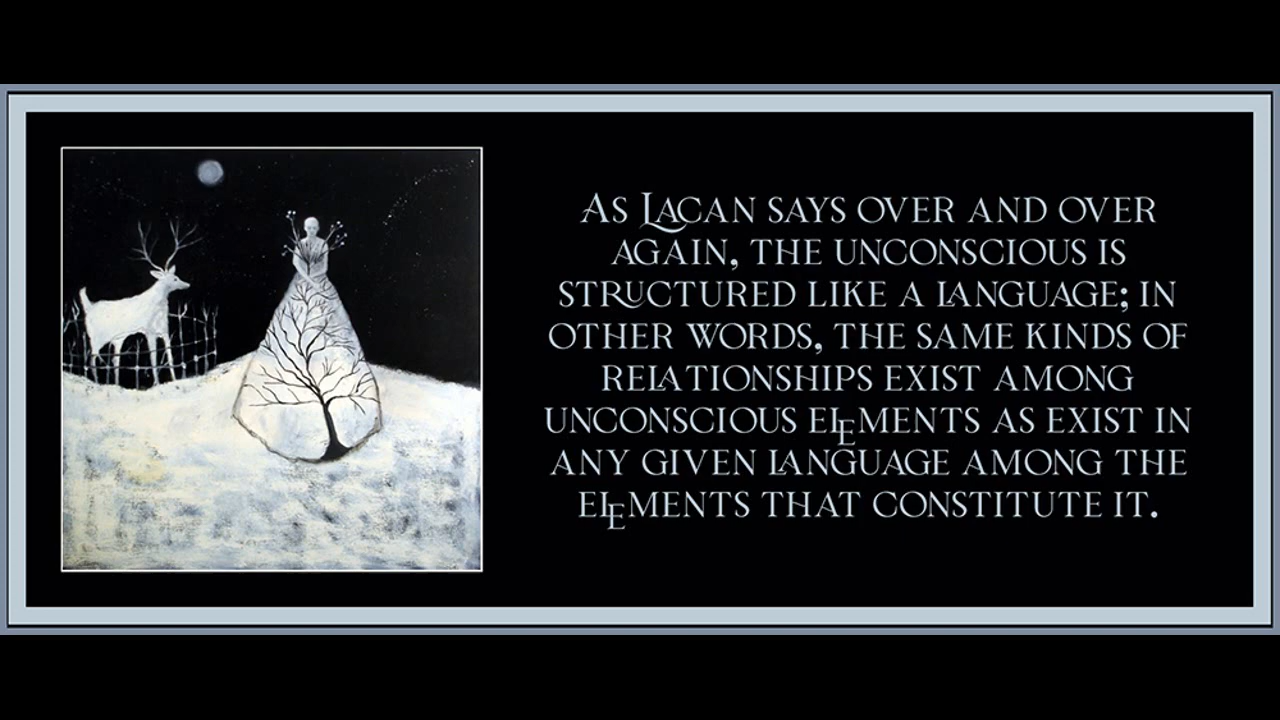 As Lacan says over and over
again, the unconscious is
structured like a language; in
other words, the same kinds of
relationships exist among
unconscious elements as exist in
any given language among the
elements that constitute it.